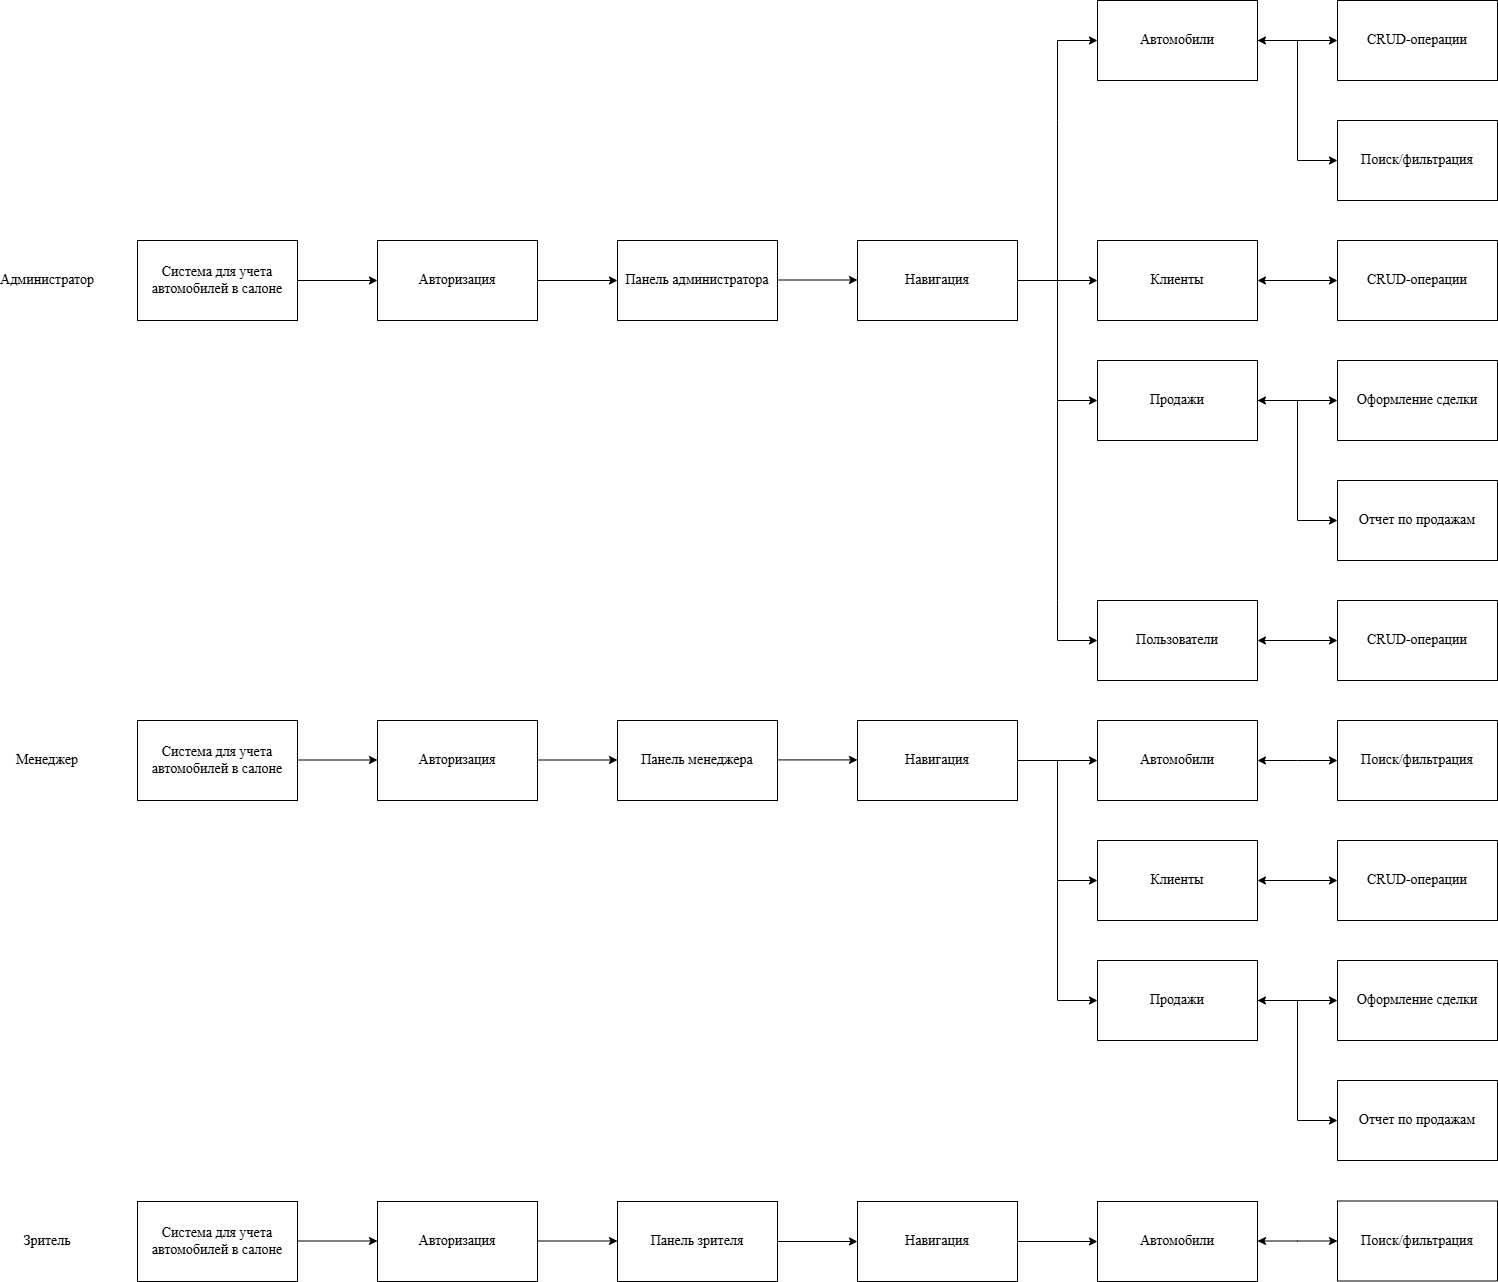 Автомобили
CRUD-операции
Поиск/фильтрация
Администратор
Система для учета
автомобилей в салоне
Авторизация
Панель администратора
Навигация
Клиенты
CRUD-операции
Продажи
Оформление сделки
Отчет по продажам
Пользователи
CRUD-операции
Менеджер
Система для учета
автомобилей в салоне
Авторизация
Панель менеджера
Навигация
Автомобили
Поиск/фильтрация
Клиенты
CRUD-операции
Продажи
Оформление сделки
Отчет по продажам
Зритель
Система для учета
автомобилей в салоне
Авторизация
Панель зрителя
Навигация
Автомобили
Поиск/фильтрация